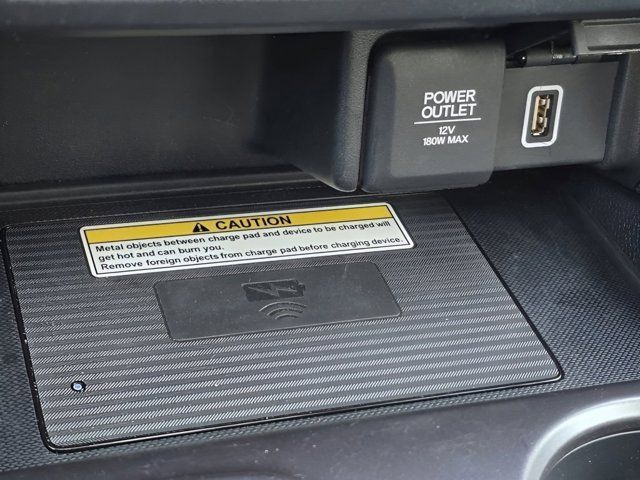 POWER
OUTLET
12V
180W MAX
CAUTION
Metal objects between charge pad and device to be charged will
get hot and can burn you.
Remove foreign objects from charge pad before charging device.